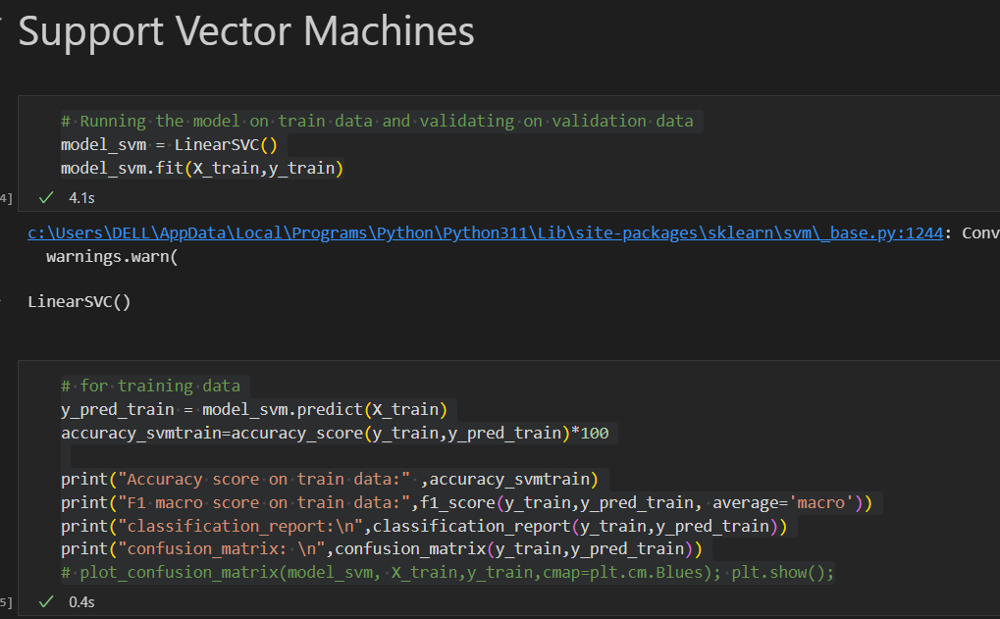 Support Vector Machines
# Running the model on train data and validating on validation data
model_svm = LinearSVC()
model_svm.fit(X_train,y_train)
4] 4.1s
c:\Users\DELL\AppData\Local\Programs\Python\Python311\Lib\site-packages\sklearn\svm\_base.py:1244: Conv
warnings.warn(
LinearSVC()
# for training data
y_pred_train = model_svm.predict(X_train)
accuracy_svmtrain=accuracy_score(y_train,y_pred_train)*100
print("Accuracy score on train data:" ,accuracy_svmtrain)
print("F1 macro score on train data:",f1_score(y_train,y_pred_train, average='macro'))
print("classification_report:\n",classification_report(y_train,y_pred_train))
print("confusion_matrix: \n",confusion_matrix(y_train,y_pred_train))
# plot_confusion_matrix(model_svm, X_train,y_train,cmap=plt.cm.Blues); plt.show();
5] 0.4s